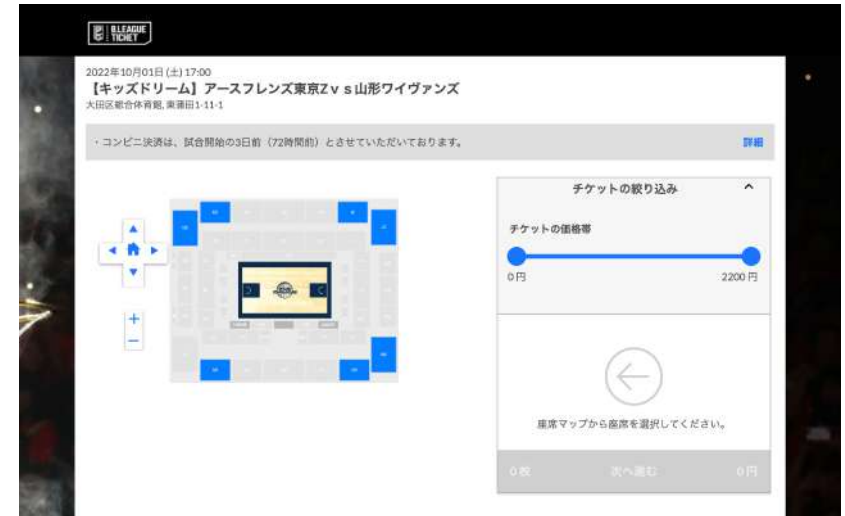 B.LEAGUE
TICKET
2022年10月01日(土)17:00
【キッズドリーム】アースフレンズ東京Zｖｓ山形ワイヴァンズ
大田区総合体育館, 東蒲田1-11-1
・コンビニ決済は、試合開始の3日前（72時間前）とさせていただいております。
詳細
チケットの絞り込み
チケットの価格帯
0円
2200 円
+
−
座席マップから座席を選択してください。
0 枚
次へ進む
0 円